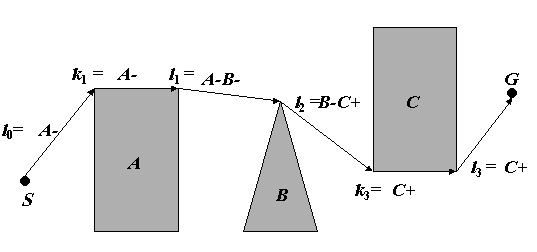 k1 = A-
l1 = A-B-
G
l2 =B-C+
C
l0= A-
A
l3 = C+
B
k3= C+
S